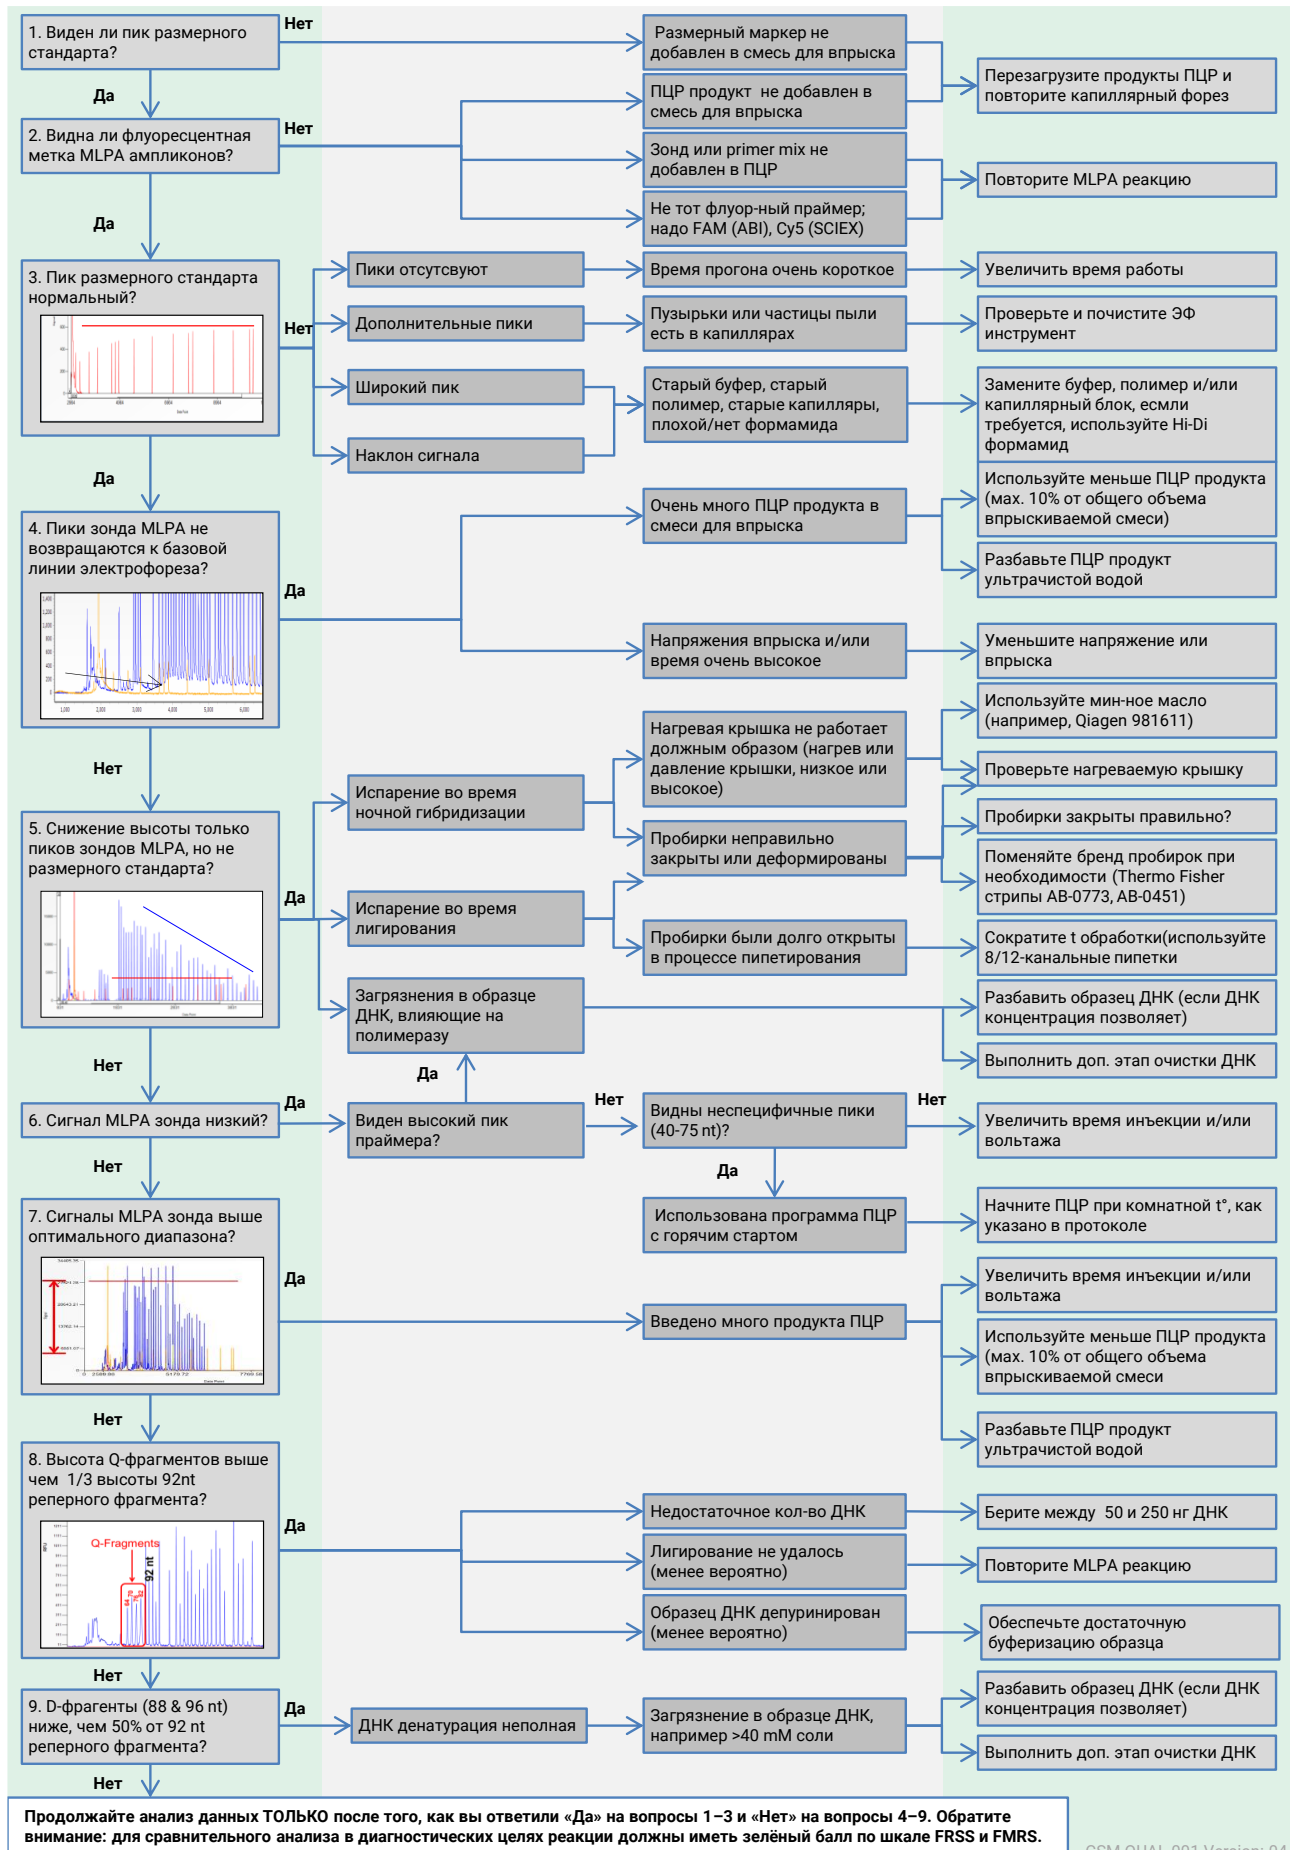 1. Виден ли пик размерного
стандарта?
Нет
Размерный маркер не
добавлен в смесь для впрыска
Перезагрузите продукты ПЦР и
повторите капиллярный форез
Да
ПЦР продукт не добавлен в
смесь для впрыска
2. Видна ли флуоресцентная
метка MLPA ампликонов?
Нет
Зонд или primer mix не
добавлен в ПЦР
Повторите MLPA реакцию
Не тот флуор-ный праймер;
надо FAM (ABI), Cy5 (SCIEX)
Да
3. Пик размерного стандарта
нормальный?
Нет
Пики отсутсвуют
Время прогона очень короткое
Увеличить время работы
Дополнительные пики
Пузырьки или частицы пыли
есть в капиллярах
Проверьте и почистите ЭФ
инструмент
Широкий пик
Наклон сигнала
Старый буфер, старый
полимер, старые капилляры,
плохой/нет формамида
Замените буфер, полимер и/или
капиллярный блок, есмли
требуется, используйте Hi-Di
формамид
Да
4. Пики зонда MLPA не
возвращаются к базовой
линии электрофореза?
1,400
1,200
1,000
800
600
400
200
0
1,000 2,000 3,000 4,000 5,000 6,000
Да
Очень много ПЦР продукта в
смеси для впрыска
Используйте меньше ПЦР продукта
(мах. 10% от общего объема
впрыскиваемой смеси)
Разбавьте ПЦР продукт
ультрачистой водой
Напряжения впрыска и/или
время очень высокое
Уменьшите напряжение или
впрыска
Нет
5. Снижение высоты только
пиков зондов MLPA, но не
размерного стандарта?
Да
Испарение во время
ночной гибридизации
Нагревая крышка не работает
должным образом (нагрев или
давление крышки, низкое или
высокое)
Используйте мин-ное масло
(например, Qiagen 981611)
Проверьте нагреваемую крышку
Пробирки неправильно
закрыты или деформированы
Пробирки закрыты правильно?
Поменяйте бренд пробирок при
необходимости (Thermo Fisher
стрипы AB-0773, AB-0451)
Испарение во время
лигирования
Пробирки были долго открыты
в процессе пипетирования
Сократите t обработки(используйте
8/12-канальные пипетки
Загрязнения в образце
ДНК, влияющие на
полимеразу
Разбавить образец ДНК (если ДНК
концентрация позволяет)
Выполнить доп. этап очистки ДНК
Нет
Да
6. Сигнал MLPA зонда низкий?
Да
Виден высокий пик
праймера?
Нет
Видны неспецифичные пики
(40-75 nt)?
Нет
Увеличить время инъекции и/или
вольтажа
Да
Использована программа ПЦР
с горячим стартом
Начните ПЦР при комнатной t°, как
указано в протоколе
Нет
7. Сигналы MLPA зонда выше
оптимального диапазона?
Да
Введено много продукта ПЦР
Увеличить время инъекции и/или
вольтажа
Используйте меньше ПЦР продукта
(мах. 10% от общего объема
впрыскиваемой смеси
Разбавьте ПЦР продукт
ультрачистой водой
Нет
8. Высота Q-фрагментов выше
чем 1/3 высоты 92nt
реперного фрагмента?
Q-Fragments
92 nt
Да
Недостаточное кол-во ДНК
Берите между 50 и 250 нг ДНК
Лигирование не удалось
(менее вероятно)
Повторите MLPA реакцию
Образец ДНК депуринирован
(менее вероятно)
Обеспечьте достаточную
буферизацию образца
Нет
9. D-фрагенты (88 & 96 nt)
ниже, чем 50% от 92 nt
реперного фрагмента?
Да
ДНК денатурация неполная
Загрязнение в образце ДНК,
например >40 mM соли
Разбавить образец ДНК (если ДНК
концентрация позволяет)
Выполнить доп. этап очистки ДНК
Нет
Продолжайте анализ данных ТОЛЬКО после того, как вы ответили «Да» на вопросы 1–3 и «Нет» на вопросы 4–9. Обратите
внимание: для сравнительного анализа в диагностических целях реакции должны иметь зелёный балл по шкале FRSS и FMRS.